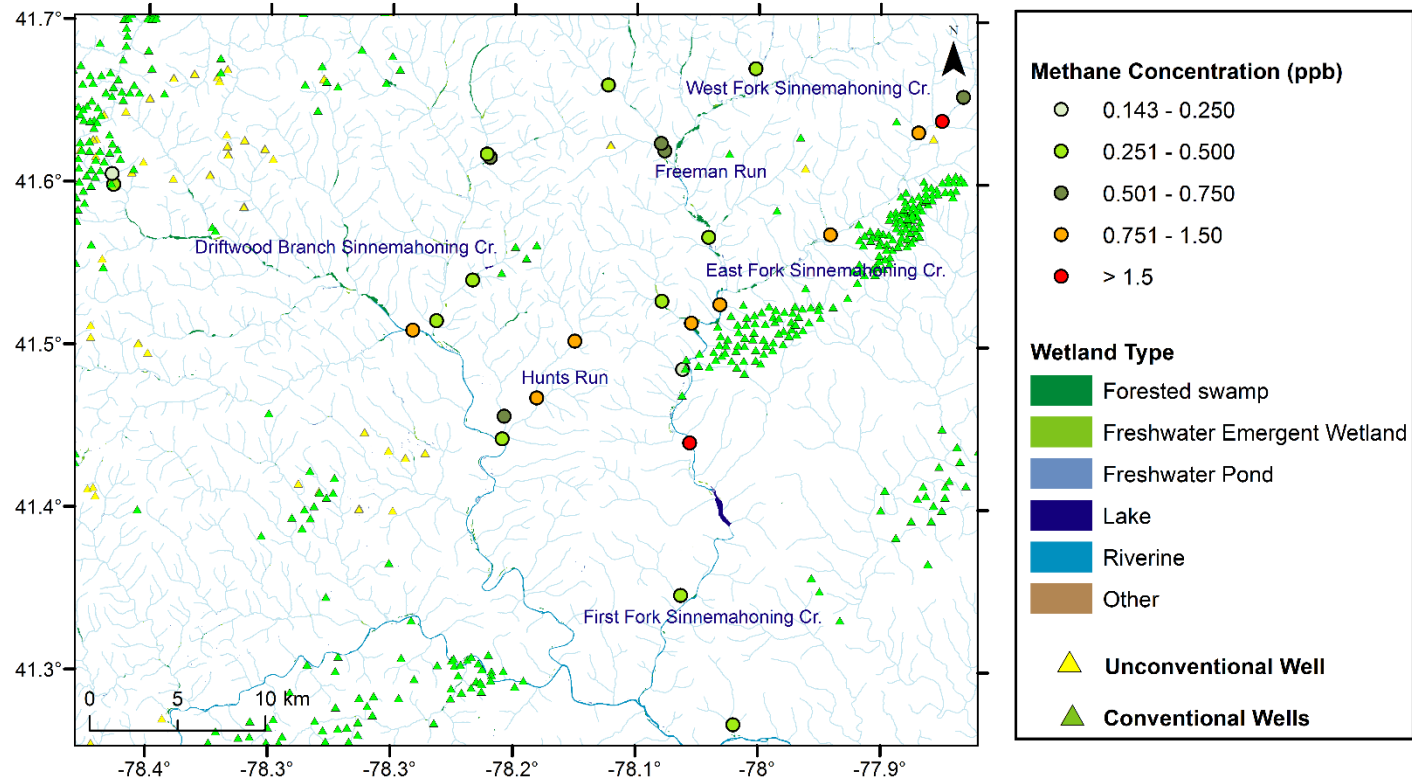 41.7°
41.6°
41.5°
41.4°
41.3°
N
West Fork Sinnemahoning Cr.
Freeman Run
Driftwood Branch Sinnemahoning Cr.
East Fork Sinnemahoning Cr.
Hunts Run
First Fork Sinnemahoning Cr.
0 5 10 km
-78.4 -78.3 -78.3 -78.2 -78.1 -78 -77.9
Methane Concentration (ppb)
0.143 - 0.250
0.251 - 0.500
0.501 - 0.750
0.751 - 1.50
> 1.5
Wetland Type
Forested swamp
Freshwater Emergent Wetland
Freshwater Pond
Lake
Riverine
Other
Unconventional Well
Conventional Wells